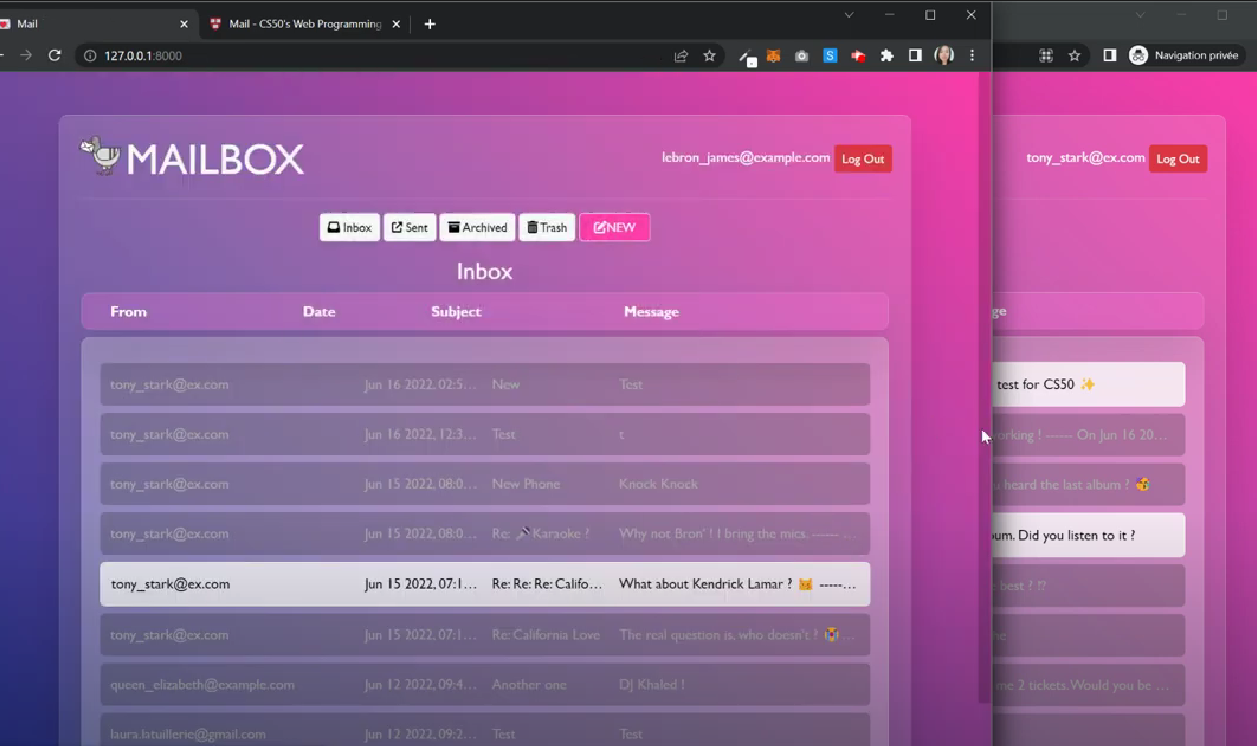 Mail
Mail - CS50's Web Programming
127.0.0.1:8000
Navigation privée
MAILBOX
lebron_james@example.com Log Out
tony_stark@ex.com Log Out
Inbox Sent Archived Trash NEW
Inbox
From Date Subject Message
ge
tony_stark@ex.com Jun 16 2022, 02:5... New Test
test for CS50 ✨
tony_stark@ex.com Jun 16 2022, 12:3... Test t
orking ! ------ On Jun 16 20...
tony_stark@ex.com Jun 15 2022, 08:0... New Phone Knock Knock
u heard the last album ?
tony_stark@ex.com Jun 15 2022, 08:0... Re: 🎤Karaoke ? Why not Bron' ! I bring the mics. ------ ...
um. Did you listen to it ?
tony_stark@ex.com Jun 15 2022, 07:1... Re: Re: Re: Califo... What about Kendrick Lamar ? -----...
e best ? !?
tony_stark@ex.com Jun 15 2022, 07:1... Re: California Love The real question is, who doesn't ? ...
ne
queen_elizabeth@example.com Jun 12 2022, 09:4... Another one DJ Khaled !
me 2 tickets. Would you be ...
laura.latuillerie@gmail.com Jun 12 2022, 09:2... Test Test